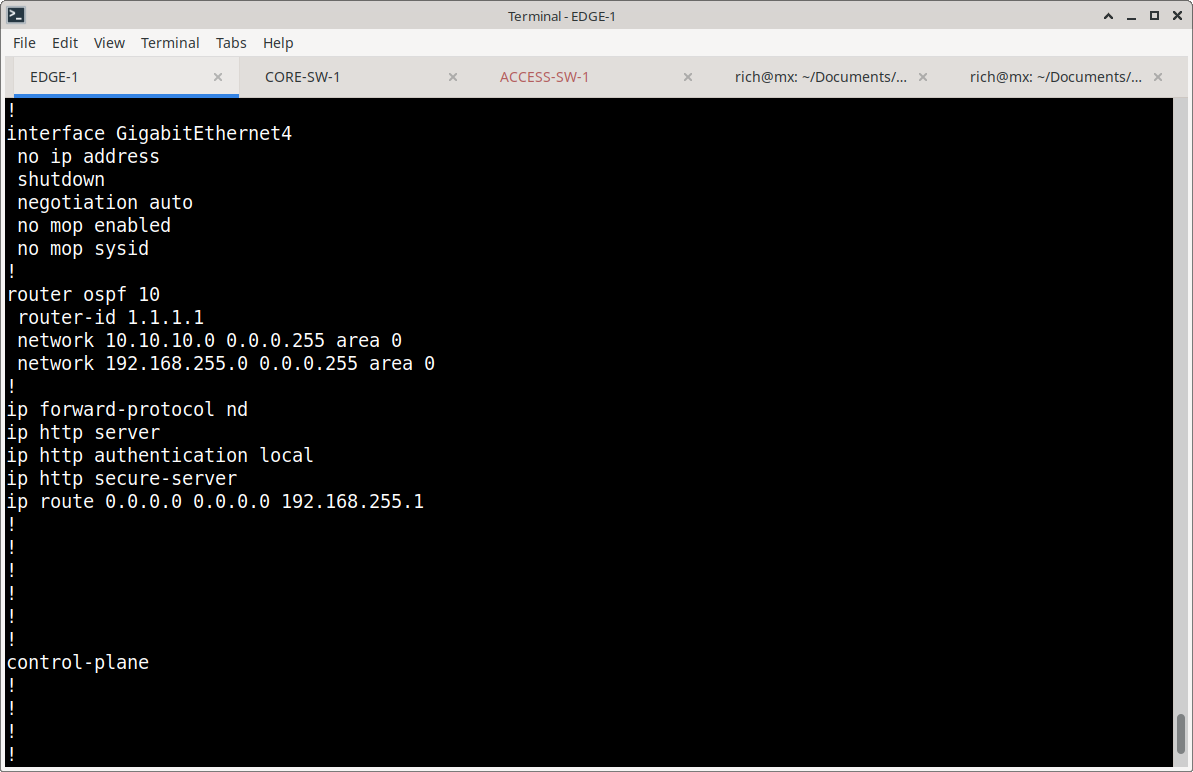 Terminal - EDGE-1
File Edit View Terminal Tabs Help
EDGE-1 CORE-SW-1 ACCESS-SW-1 rich@mx: ~/Documents/... rich@mx: ~/Documents/...
!
interface GigabitEthernet4
 no ip address
 shutdown
 negotiation auto
 no mop enabled
 no mop sysid
!
router ospf 10
 router-id 1.1.1.1
 network 10.10.10.0 0.0.0.255 area 0
 network 192.168.255.0 0.0.0.255 area 0
!
ip forward-protocol nd
ip http server
ip http authentication local
ip http secure-server
ip route 0.0.0.0 0.0.0.0 192.168.255.1
!
!
!
!
!
!
control-plane
!
!
!
!